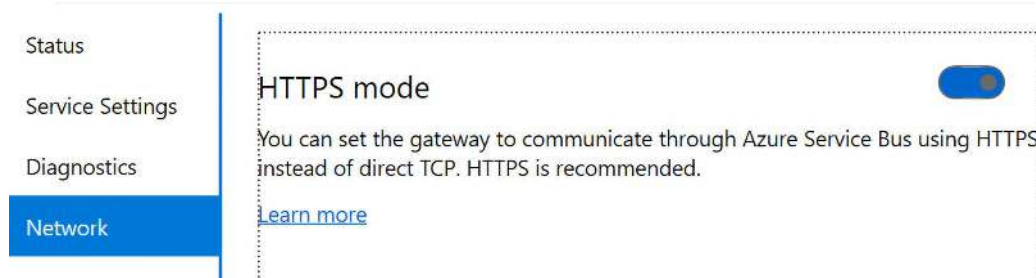 Status
Service Settings
Diagnostics
Network
HTTPS mode
You can set the gateway to communicate through Azure Service Bus using HTTPS
instead of direct TCP. HTTPS is recommended.
Learn more